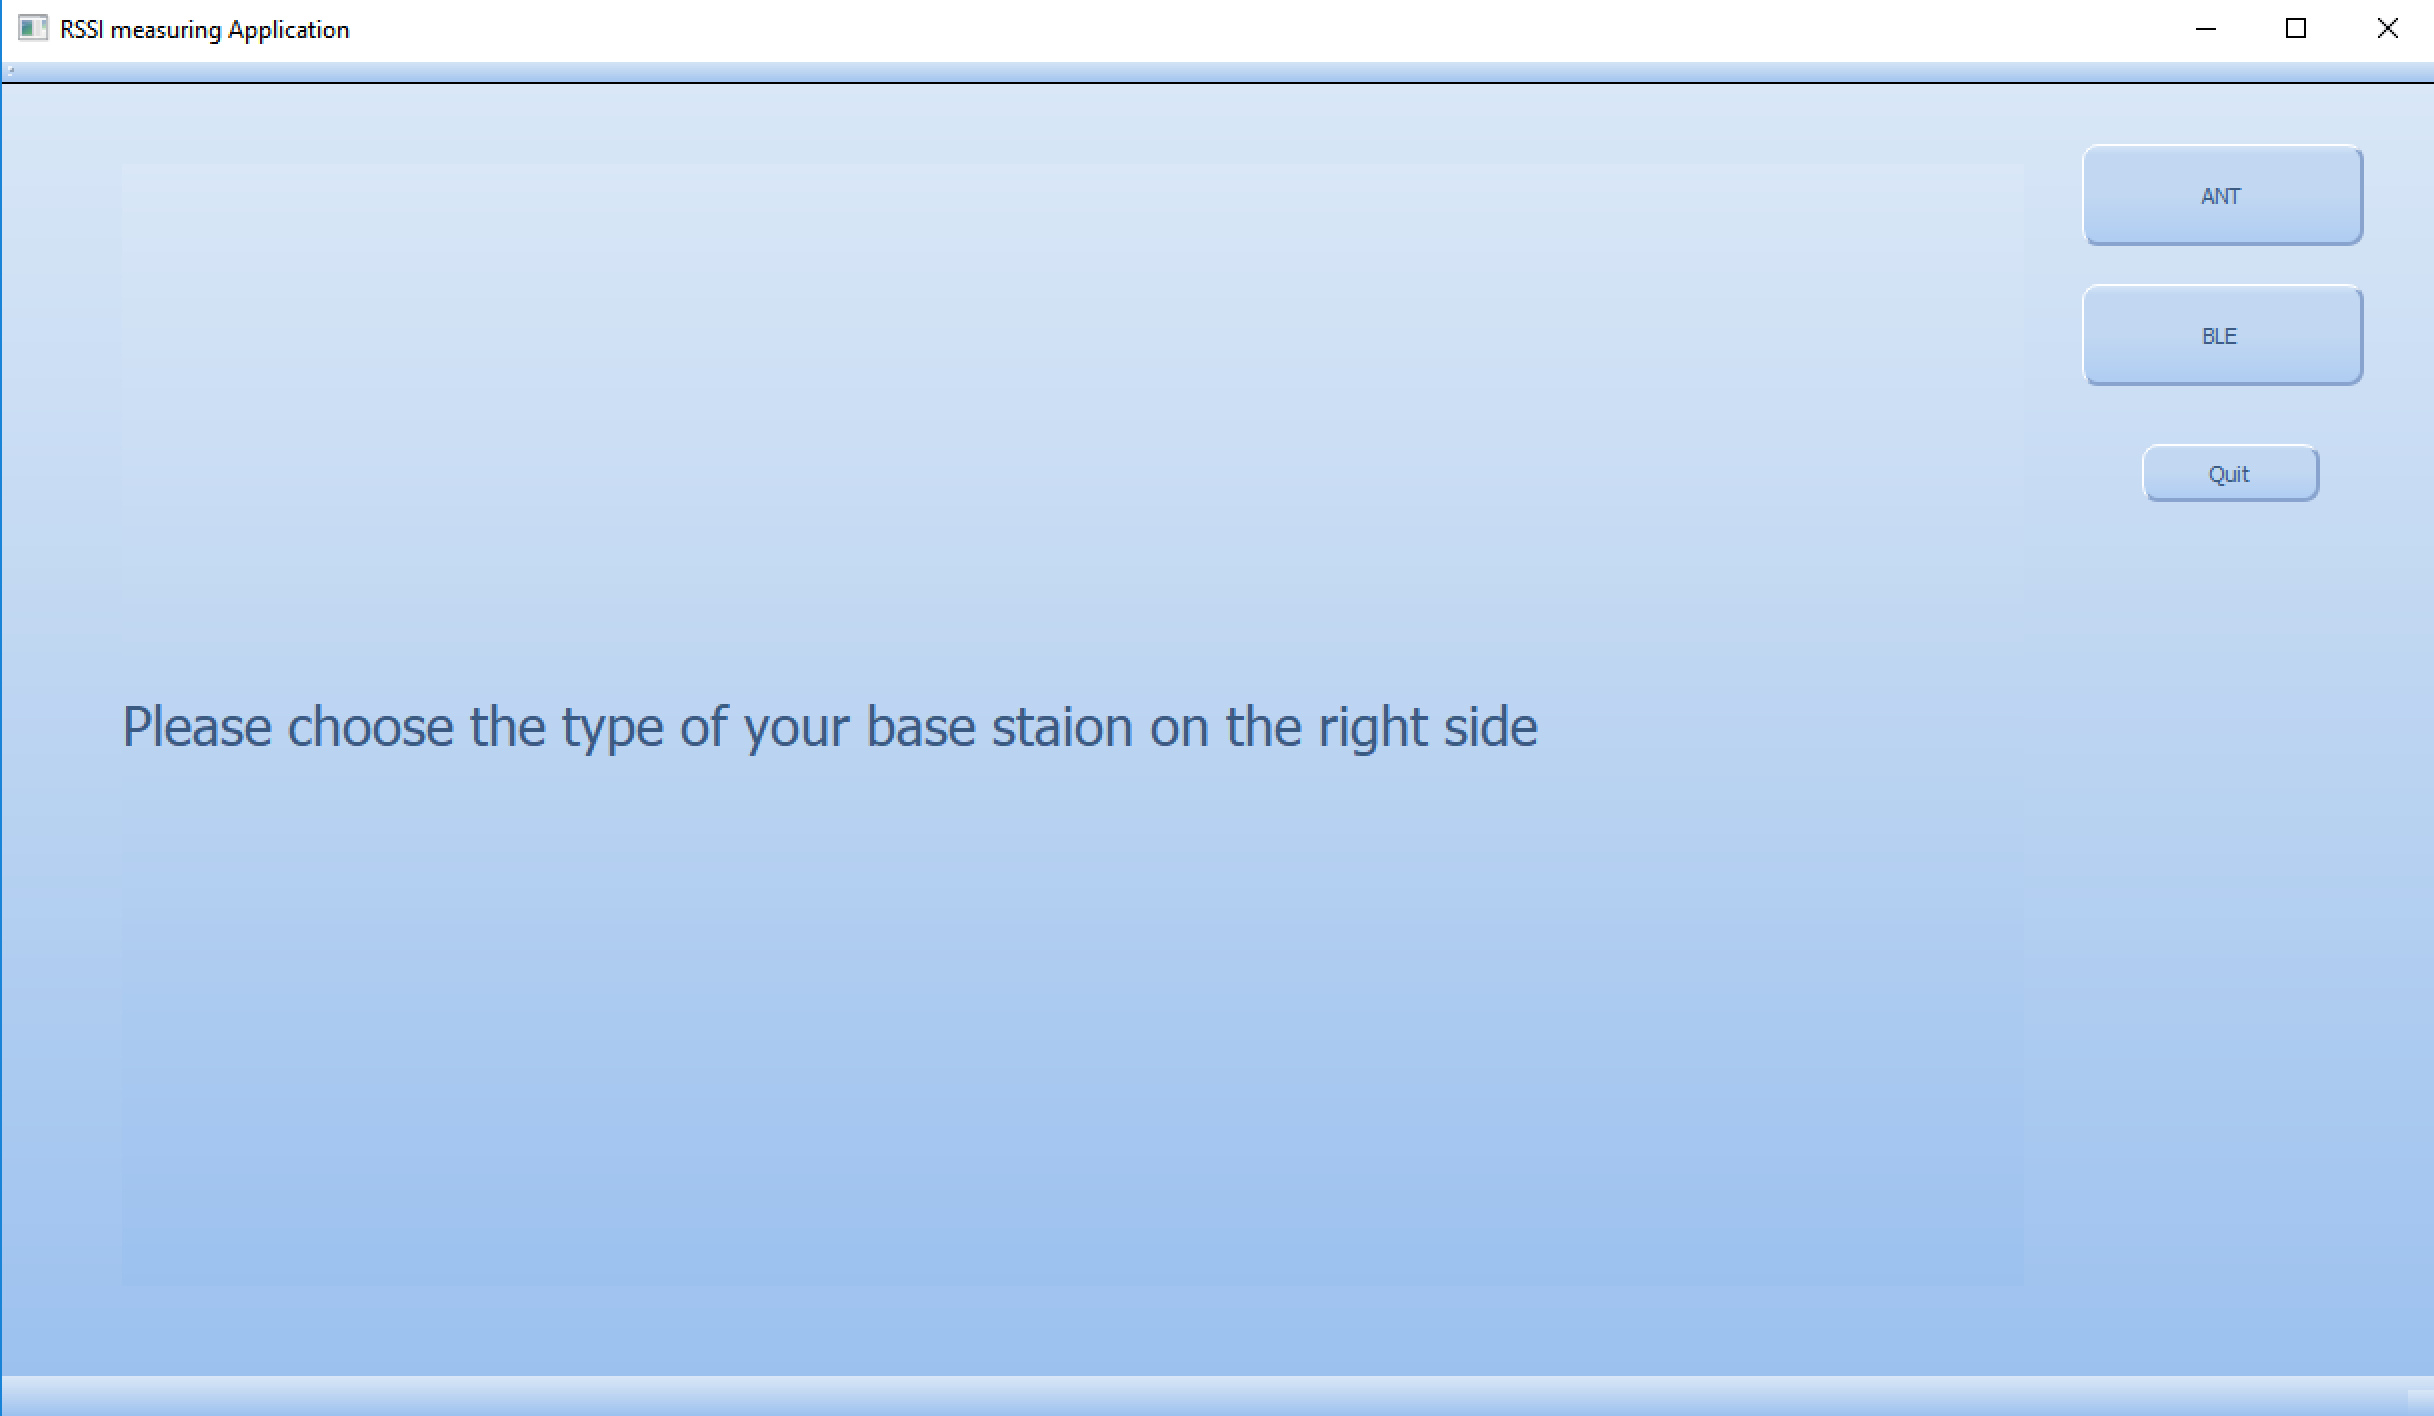 RSSI measuring Application
ANT
BLE
Quit
Please choose the type of your base staion on the right side